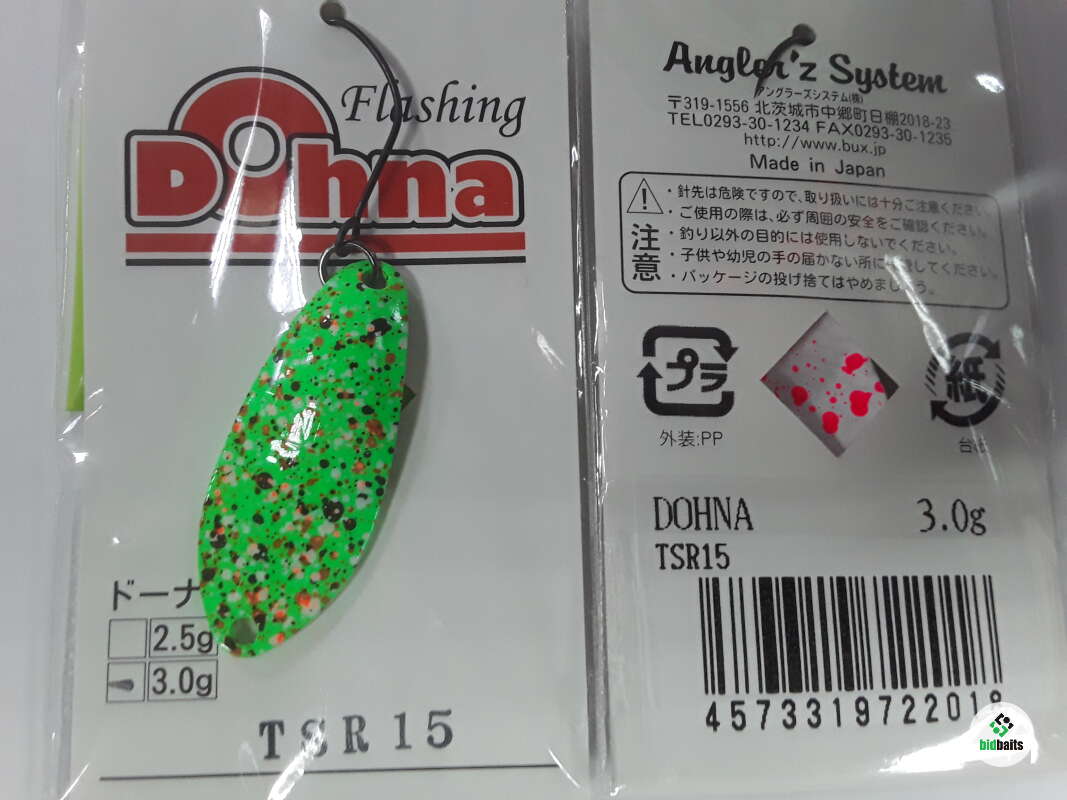 Flashing
Dohna
ドーナ
2.5g
3.0g
TSR15
Angler'z System
アングラーズシステム(株)
〒319-1556 北茨城市中郷町日棚2018-23
TEL0293-30-1234 FAX0293-30-1235
http://www.bux.jp
Made in Japan
注意
・針先は危険ですので、取り扱いには十分ご注意ください。
・ご使用の際は、必ず周囲の安全をご確認ください。
・釣り以外の目的には使用しないでください。
・子供や幼児の手の届かない所に してください。
・パッケージの投げ捨てはやめましょう。
プラ
外装:PP
紙
DOHNA 3.0g
TSR15
4573319722018
bidbaits